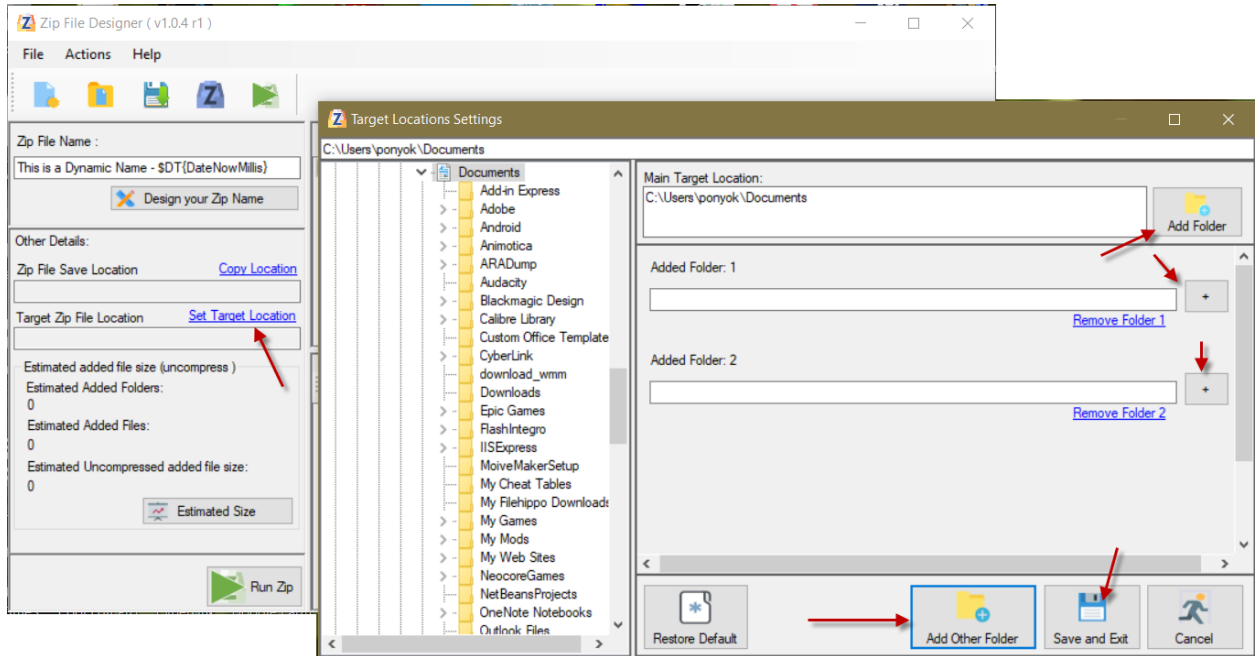 Zip File Designer ( v1.0.4 r1 )
File Actions Help
Zip File Name :
This is a Dynamic Name - $DT{DateNowMillis}
Design your Zip Name
Other Details:
Zip File Save Location Copy Location
Target Zip File Location Set Target Location
Estimated added file size (uncompress )
Estimated Added Folders:
0
Estimated Added Files:
0
Estimated Uncompressed added file size:
0
Estimated Size
Run Zip
Target Locations Settings
C:\Users\ponyok\Documents
Documents
Add-in Express
Adobe
Android
Animotica
ARADump
Audacity
Blackmagic Design
Calibre Library
Custom Office Template
CyberLink
download_wmm
Downloads
Epic Games
FlashIntegro
IISExpress
MoiveMakerSetup
My Cheat Tables
My Filehippo Downloads
My Games
My Mods
My Web Sites
NeocoreGames
NetBeansProjects
OneNote Notebooks
Outlook Files
Main Target Location:
C:\Users\ponyok\Documents
Add Folder
Added Folder: 1
+
Remove Folder 1
Added Folder: 2
+
Remove Folder 2
Restore Default
Add Other Folder
Save and Exit
Cancel